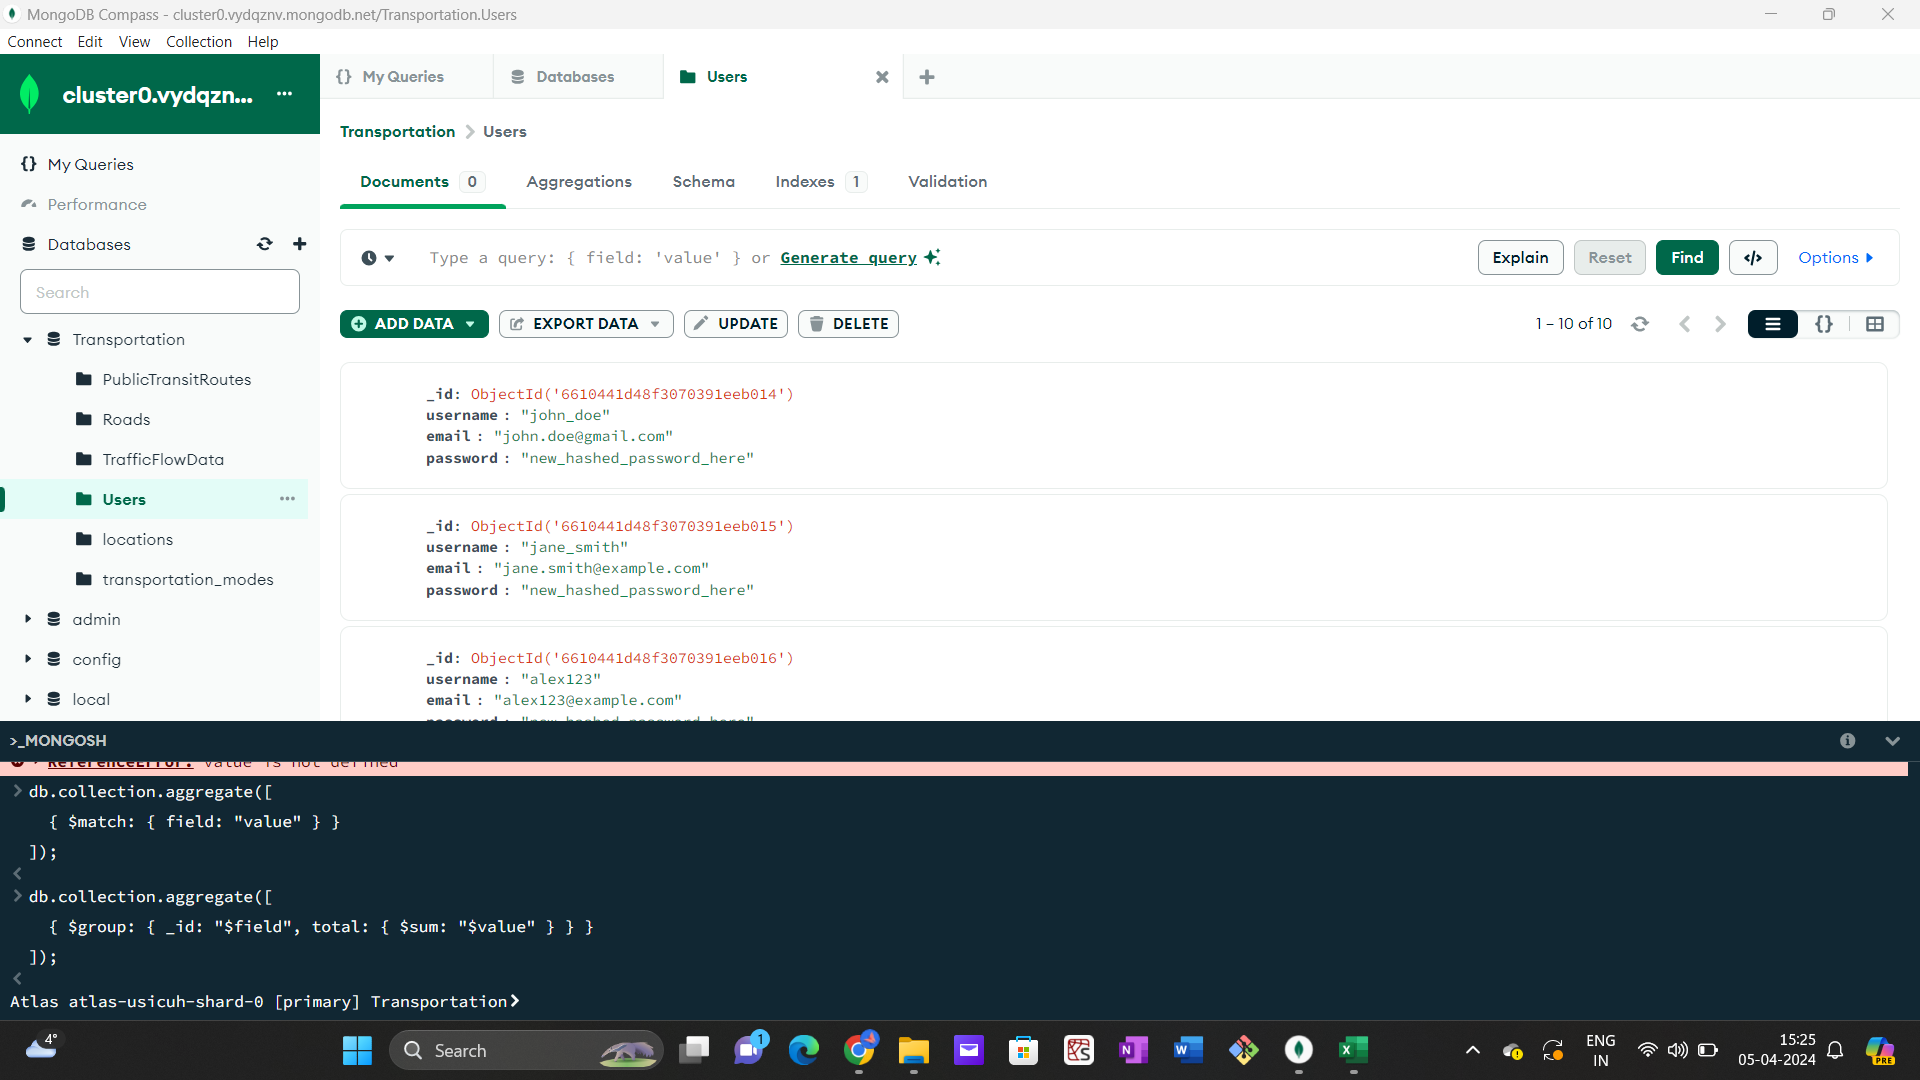 MongoDB Compass - cluster0.vydqznv.mongodb.net/Transportation.Users
Connect Edit View Collection Help
cluster0.vydqzn...
{} My Queries
Databases
Users
Transportation > Users
My Queries
Performance
Databases
Search
Transportation
PublicTransitRoutes
Roads
TrafficFlowData
Users
locations
transportation_modes
admin
config
local
Documents 0
Aggregations
Schema
Indexes 1
Validation
Type a query: { field: 'value' } or Generate query
Explain
Reset
Find
</>
Options
ADD DATA
EXPORT DATA
UPDATE
DELETE
1 – 10 of 10
{}
_id: ObjectId('6610441d48f3070391eeb014')
username : "john_doe"
email : "john.doe@gmail.com"
password : "new_hashed_password_here"
_id: ObjectId('6610441d48f3070391eeb015')
username : "jane_smith"
email : "jane.smith@example.com"
password : "new_hashed_password_here"
_id: ObjectId('6610441d48f3070391eeb016')
username : "alex123"
email : "alex123@example.com"
password : "new_hashed_password_here"
>_MONGOSH
ReferenceError: value is not defined
> db.collection.aggregate([
{ $match: { field: "value" } }
]);
<
> db.collection.aggregate([
{ $group: { _id: "$field", total: { $sum: "$value" } } }
]);
<
Atlas atlas-usicuh-shard-0 [primary] Transportation>
4°
Search
1
ENG
IN
15:25
05-04-2024
PRE